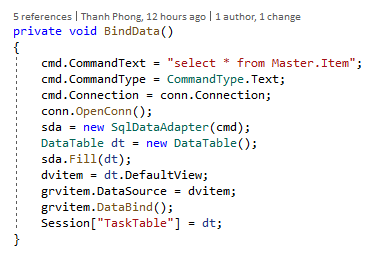 5 references | Thanh Phong, 12 hours ago | 1 author, 1 change
private void BindData()
{
    cmd.CommandText = "select * from Master.Item";
    cmd.CommandType = CommandType.Text;
    cmd.Connection = conn.Connection;
    conn.OpenConn();
    sda = new SqlDataAdapter(cmd);
    DataTable dt = new DataTable();
    sda.Fill(dt);
    dvitem = dt.DefaultView;
    grvitem.DataSource = dvitem;
    grvitem.DataBind();
    Session["TaskTable"] = dt;
}